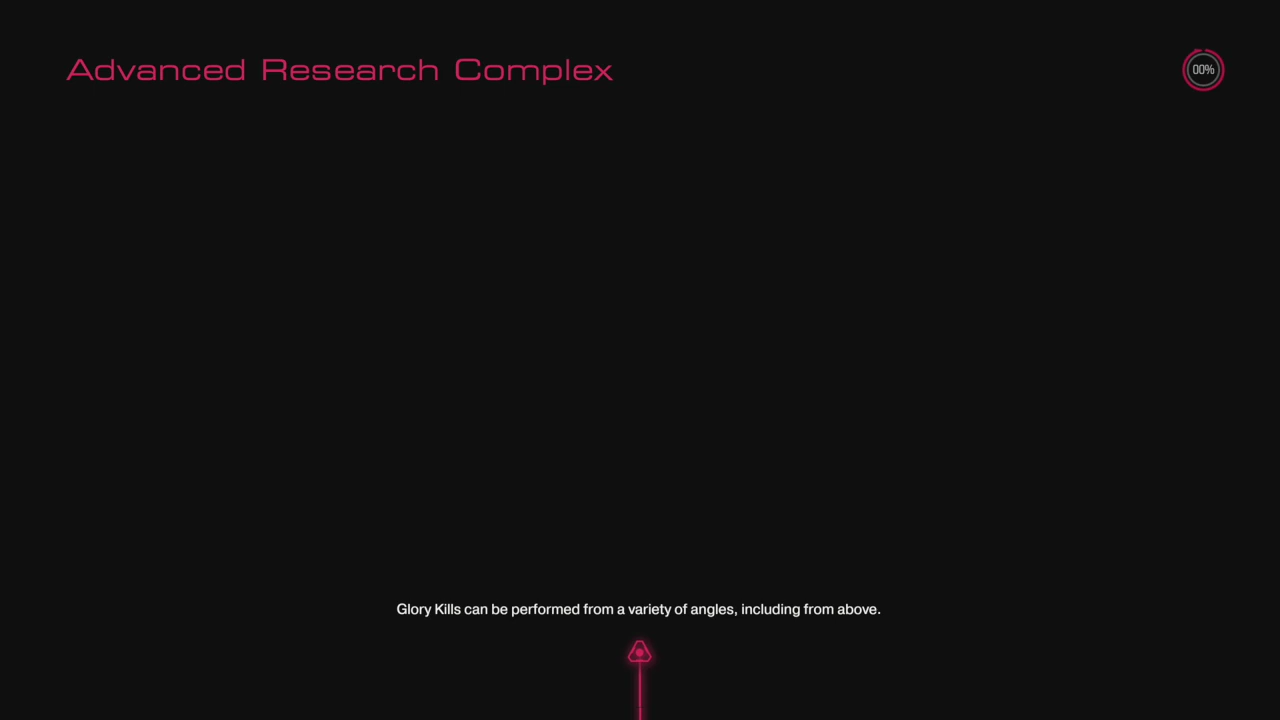 Advanced Research Complex
00%
Glory Kills can be performed from a variety of angles, including from above.